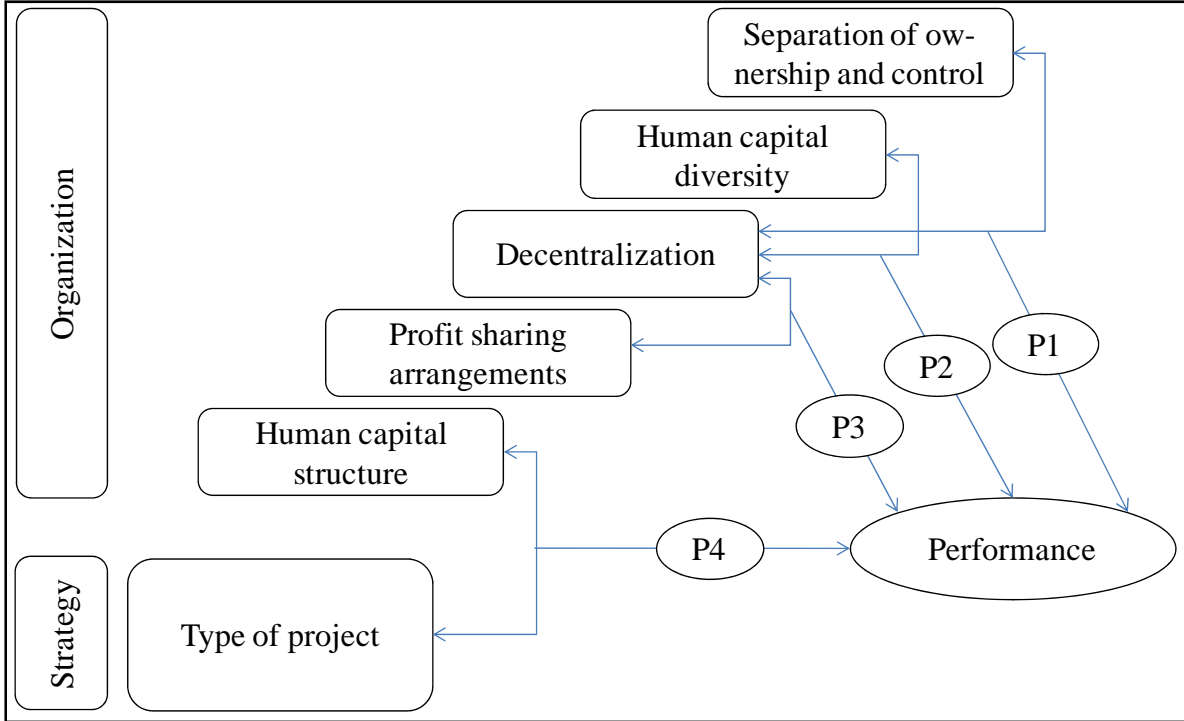 Separation of ow-
nership and control
Human capital
diversity
Organization
Decentralization
Profit sharing
arrangements
P1
P2
P3
Human capital
structure
P4
Performance
Strategy
Type of project